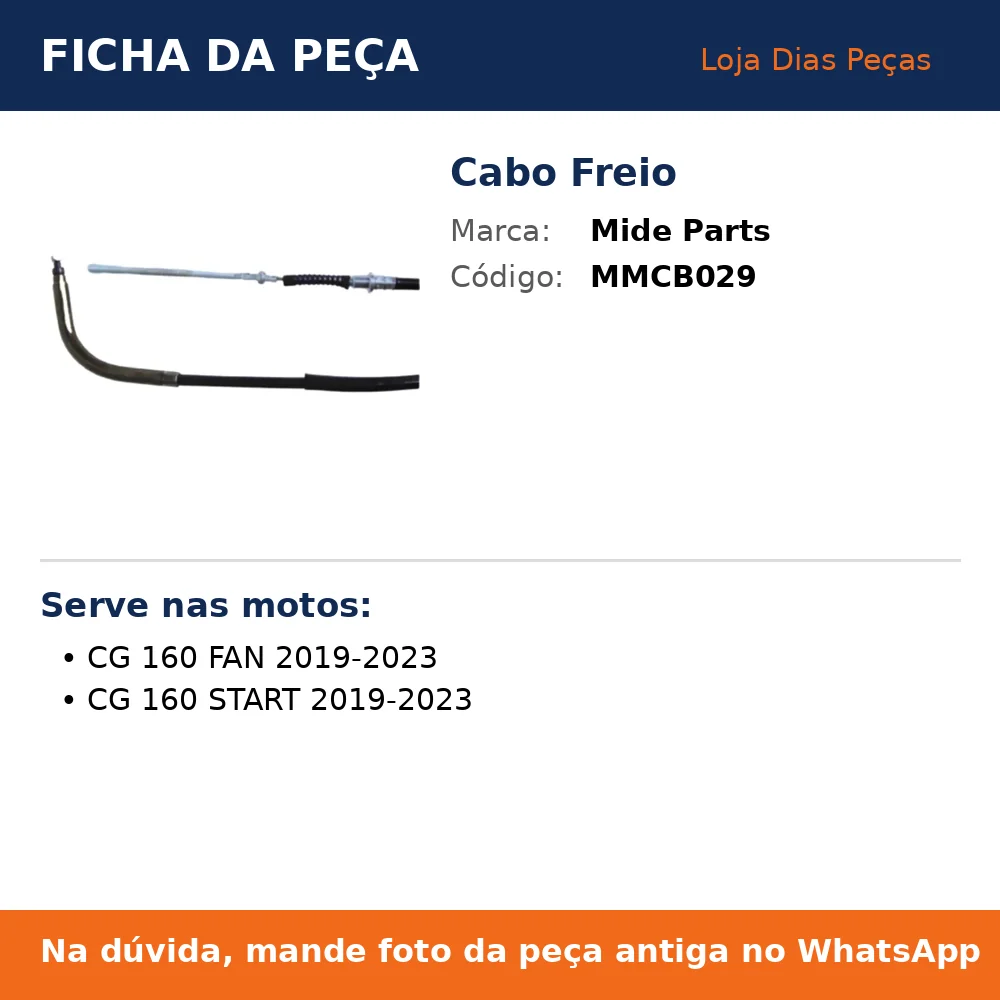 FICHA DA PEÇA
Loja Dias Peças
Cabo Freio
Marca: Mide Parts
Código: MMCB029
Serve nas motos:
• CG 160 FAN 2019-2023
• CG 160 START 2019-2023
Na dúvida, mande foto da peça antiga no WhatsApp